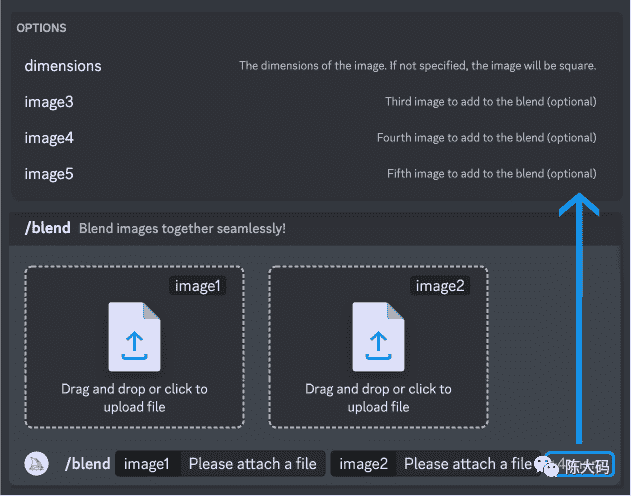 OPTIONS
dimensions The dimensions of the image. If not specified, the image will be square.
image3 Third image to add to the blend (optional)
image4 Fourth image to add to the blend (optional)
image5 Fifth image to add to the blend (optional)
/blend Blend images together seamlessly!
image1
image2
Drag and drop or click to
upload file
Drag and drop or click to
upload file
/blend image1 Please attach a file image2 Please attach a file
陈大码